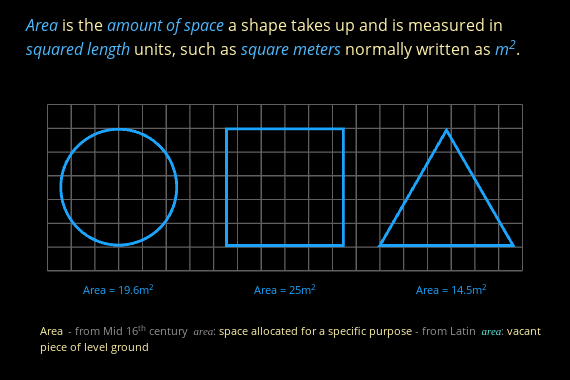 Area is the amount of space a shape takes up and is measured in
squared length units, such as square meters normally written as m².
Area = 19.6m²
Area = 25m²
Area = 14.5m²
Area - from Mid 16th century area: space allocated for a specific purpose - from Latin area: vacant
piece of level ground